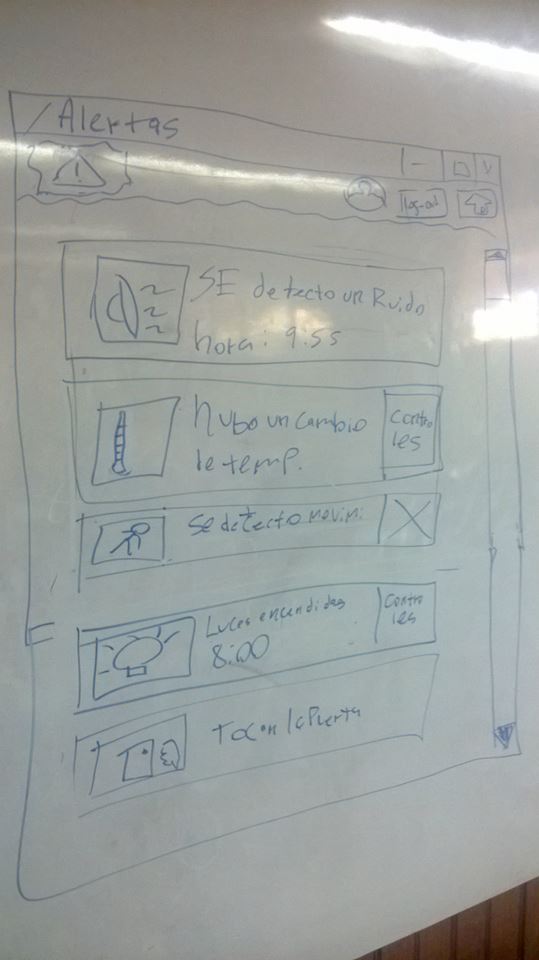 Alertas
log-out
SE detecto un Ruido
hora: 9:55
hubo un cambio
de temp.
Contro
les
se detecto movim:
Luces encendidas
8:00
Contro
les
Tocan la Puerta